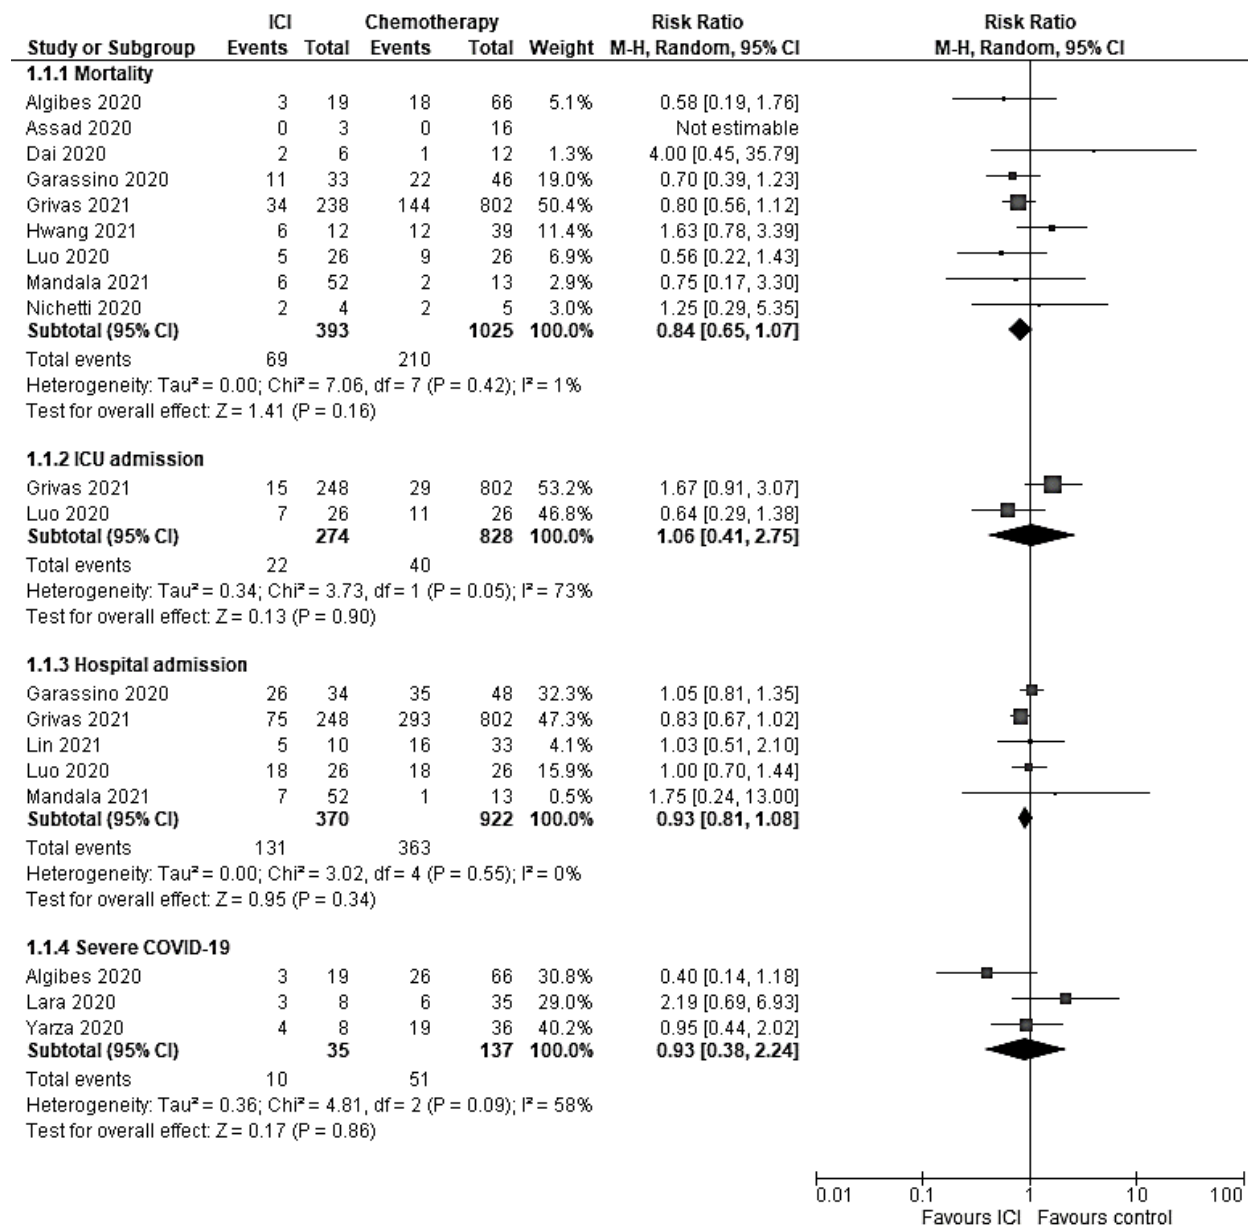 ICI Chemotherapy Risk Ratio Risk Ratio
Study or Subgroup Events Total Events Total Weight M-H, Random, 95% CI M-H, Random, 95% CI
1.1.1 Mortality
Algibes 2020 3 19 18 66 5.1% 0.58 [0.19, 1.76]
Assad 2020 0 3 0 16 Not estimable
Dai 2020 2 6 1 12 1.3% 4.00 [0.45, 35.79]
Garassino 2020 11 33 22 46 19.0% 0.70 [0.39, 1.23]
Grivas 2021 34 238 144 802 50.4% 0.80 [0.56, 1.12]
Hwang 2021 6 12 12 39 11.4% 1.63 [0.78, 3.39]
Luo 2020 5 26 9 26 6.9% 0.56 [0.22, 1.43]
Mandala 2021 6 52 2 13 2.9% 0.75 [0.17, 3.30]
Nichetti 2020 2 4 2 5 3.0% 1.25 [0.29, 5.35]
Subtotal (95% CI) 393 1025 100.0% 0.84 [0.65, 1.07]
Total events 69 210
Heterogeneity: Tau² = 0.00; Chi² = 7.06, df = 7 (P = 0.42); I² = 1%
Test for overall effect: Z = 1.41 (P = 0.16)
1.1.2 ICU admission
Grivas 2021 15 248 29 802 53.2% 1.67 [0.91, 3.07]
Luo 2020 7 26 11 26 46.8% 0.64 [0.29, 1.38]
Subtotal (95% CI) 274 828 100.0% 1.06 [0.41, 2.75]
Total events 22 40
Heterogeneity: Tau² = 0.34; Chi² = 3.73, df = 1 (P = 0.05); I² = 73%
Test for overall effect: Z = 0.13 (P = 0.90)
1.1.3 Hospital admission
Garassino 2020 26 34 35 48 32.3% 1.05 [0.81, 1.35]
Grivas 2021 75 248 293 802 47.3% 0.83 [0.67, 1.02]
Lin 2021 5 10 16 33 4.1% 1.03 [0.51, 2.10]
Luo 2020 18 26 18 26 15.9% 1.00 [0.70, 1.44]
Mandala 2021 7 52 1 13 0.5% 1.75 [0.24, 13.00]
Subtotal (95% CI) 370 922 100.0% 0.93 [0.81, 1.08]
Total events 131 363
Heterogeneity: Tau² = 0.00; Chi² = 3.02, df = 4 (P = 0.55); I² = 0%
Test for overall effect: Z = 0.95 (P = 0.34)
1.1.4 Severe COVID-19
Algibes 2020 3 19 26 66 30.8% 0.40 [0.14, 1.18]
Lara 2020 3 8 6 35 29.0% 2.19 [0.69, 6.93]
Yarza 2020 4 8 19 36 40.2% 0.95 [0.44, 2.02]
Subtotal (95% CI) 35 137 100.0% 0.93 [0.38, 2.24]
Total events 10 51
Heterogeneity: Tau² = 0.36; Chi² = 4.81, df = 2 (P = 0.09); I² = 58%
Test for overall effect: Z = 0.17 (P = 0.86)
0.01 0.1 1 10 100
Favours ICI Favours control